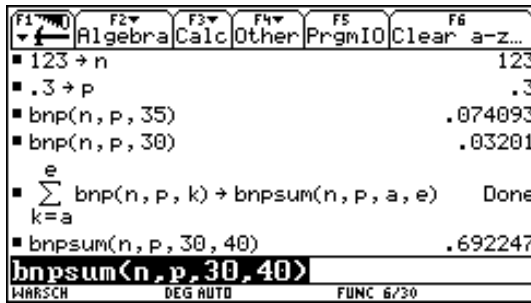 F1 F2 F3 F4 F5 F6
Algebra Calc Other PrgmIO Clear a-z…
▪ 123 → n 123
▪ .3 → p .3
▪ bnp(n, p, 35) .074093
▪ bnp(n, p, 30) .03201
e
▪ ∑ bnp(n, p, k) → bnpsum(n, p, a, e) Done
k=a
▪ bnpsum(n, p, 30, 40) .692247
bnpsum(n,p,30,40)
WARSCH DEG AUTO FUNC 6/30